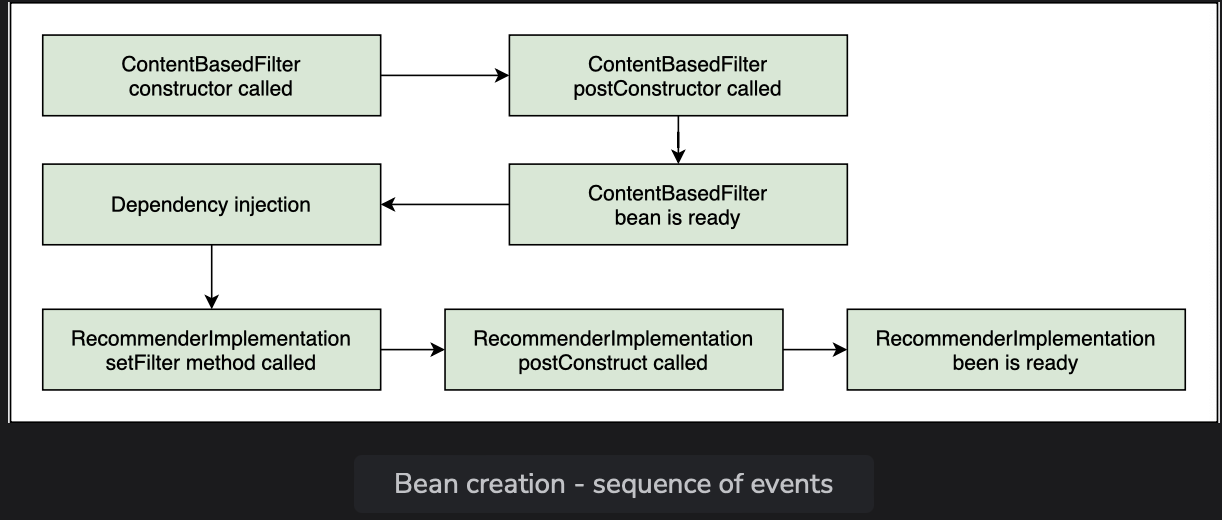 ContentBasedFilter
constructor called
ContentBasedFilter
postConstructor called
Dependency injection
ContentBasedFilter
bean is ready
RecommenderImplementation
setFilter method called
RecommenderImplementation
postConstruct called
RecommenderImplementation
been is ready
Bean creation - sequence of events